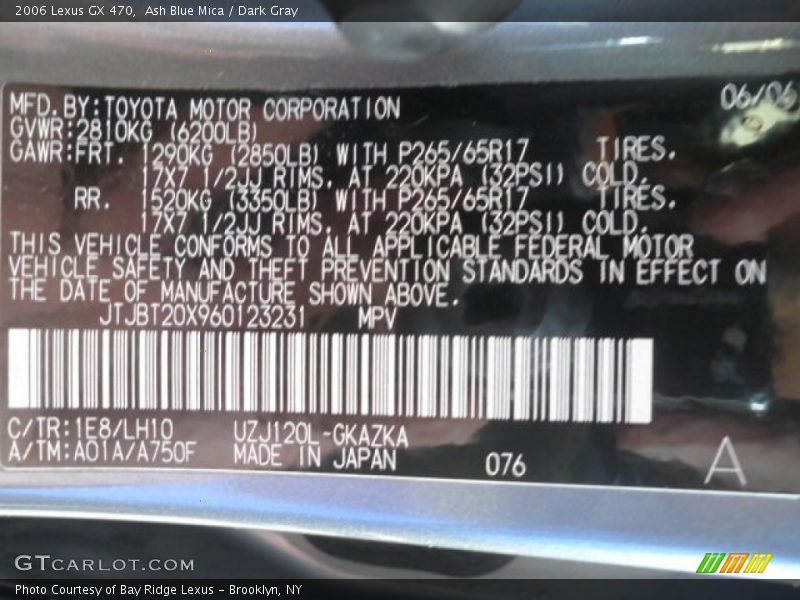 2006 Lexus GX 470, Ash Blue Mica / Dark Gray
06/06
MFD. BY: TOYOTA MOTOR CORPORATION
GVWR: 2810KG (6200LB)
GAWR: FRT. 1290KG (2850LB) WITH P265/65R17 TIRES,
17X7 1/2JJ RIMS, AT 220KPA (32PSI) COLD.
RR. 1520KG (3350LB) WITH P265/65R17 TIRES,
17X7 1/2JJ RIMS, AT 220KPA (32PSI) COLD.
THIS VEHICLE CONFORMS TO ALL APPLICABLE FEDERAL MOTOR
VEHICLE SAFETY AND THEFT PREVENTION STANDARDS IN EFFECT ON
THE DATE OF MANUFACTURE SHOWN ABOVE.
JTJBT20X960123231 MPV
C/TR: 1E8/LH10 UZJ120L-GKAZKA
A/TM: A01A/A750F MADE IN JAPAN 076
A
GTCARLOT.COM
Photo Courtesy of Bay Ridge Lexus - Brooklyn, NY